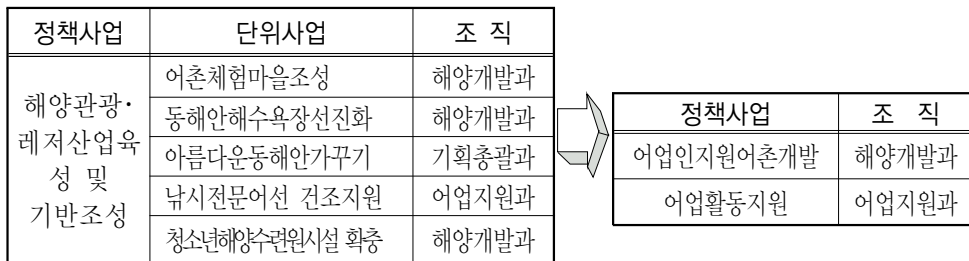 정책사업 단위사업 조 직
해양관광·
레저산업육
성 및
기반조성
어촌체험마을조성 해양개발과
동해안해수욕장선진화 해양개발과
아름다운동해안가꾸기 기획총괄과
낚시전문어선 건조지원 어업지원과
청소년해양수련원시설 확충 해양개발과
정책사업 조 직
어업인지원어촌개발 해양개발과
어업활동지원 어업지원과